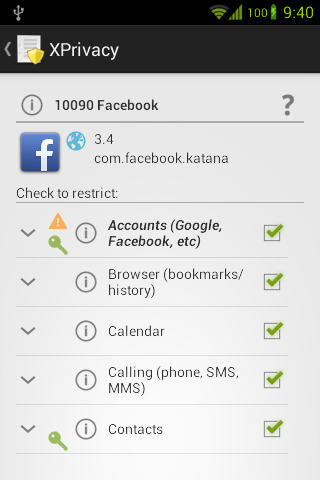 100 9:40
XPrivacy
10090 Facebook ?
3.4
com.facebook.katana
Check to restrict:
Accounts (Google,
Facebook, etc)
Browser (bookmarks/
history)
Calendar
Calling (phone, SMS,
MMS)
Contacts